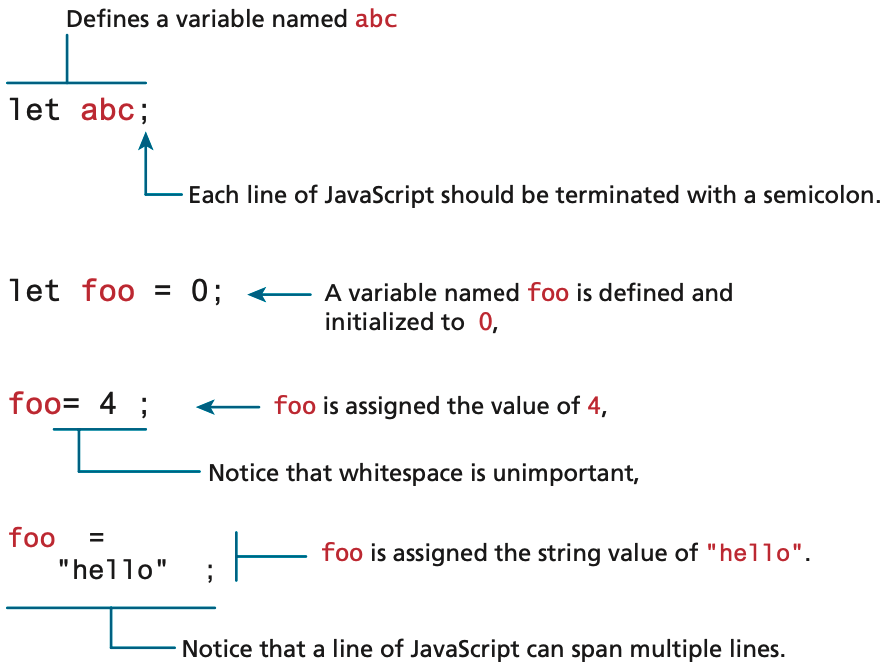 Defines a variable named abc
let abc;
Each line of JavaScript should be terminated with a semicolon.
let foo = 0;
A variable named foo is defined and
initialized to 0,
foo= 4 ;
foo is assigned the value of 4,
Notice that whitespace is unimportant,
foo =
"hello" ;
foo is assigned the string value of "hello".
Notice that a line of JavaScript can span multiple lines.